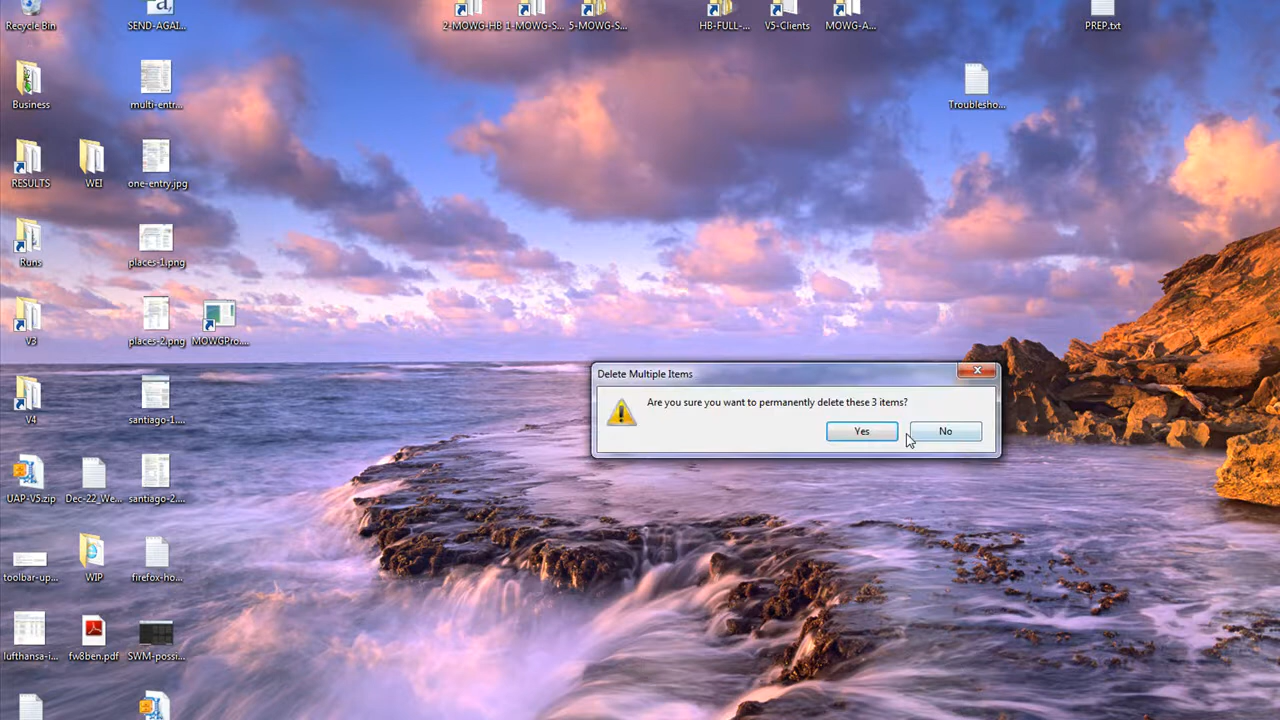 Recycle Bin
SEND-AGAI...
2-MOWG-HB
1-MOWG-S...
5-MOWG-S...
HB-FULL-...
V5-Clients
MOWG-A...
PREP.txt
Business
multi-entr...
Troublesho...
RESULTS
WEI
one-entry.jpg
Runs
places-1.png
V3
places-2.png
MOWGPro....
Delete Multiple Items
Are you sure you want to permanently delete these 3 items?
Yes
No
V4
santiago-1....
UAP-V5.zip
Dec-22_We...
santiago-2....
toolbar-up...
WIP
firefox-ho...
lufthansa-i...
fw8ben.pdf
SWM-possi...